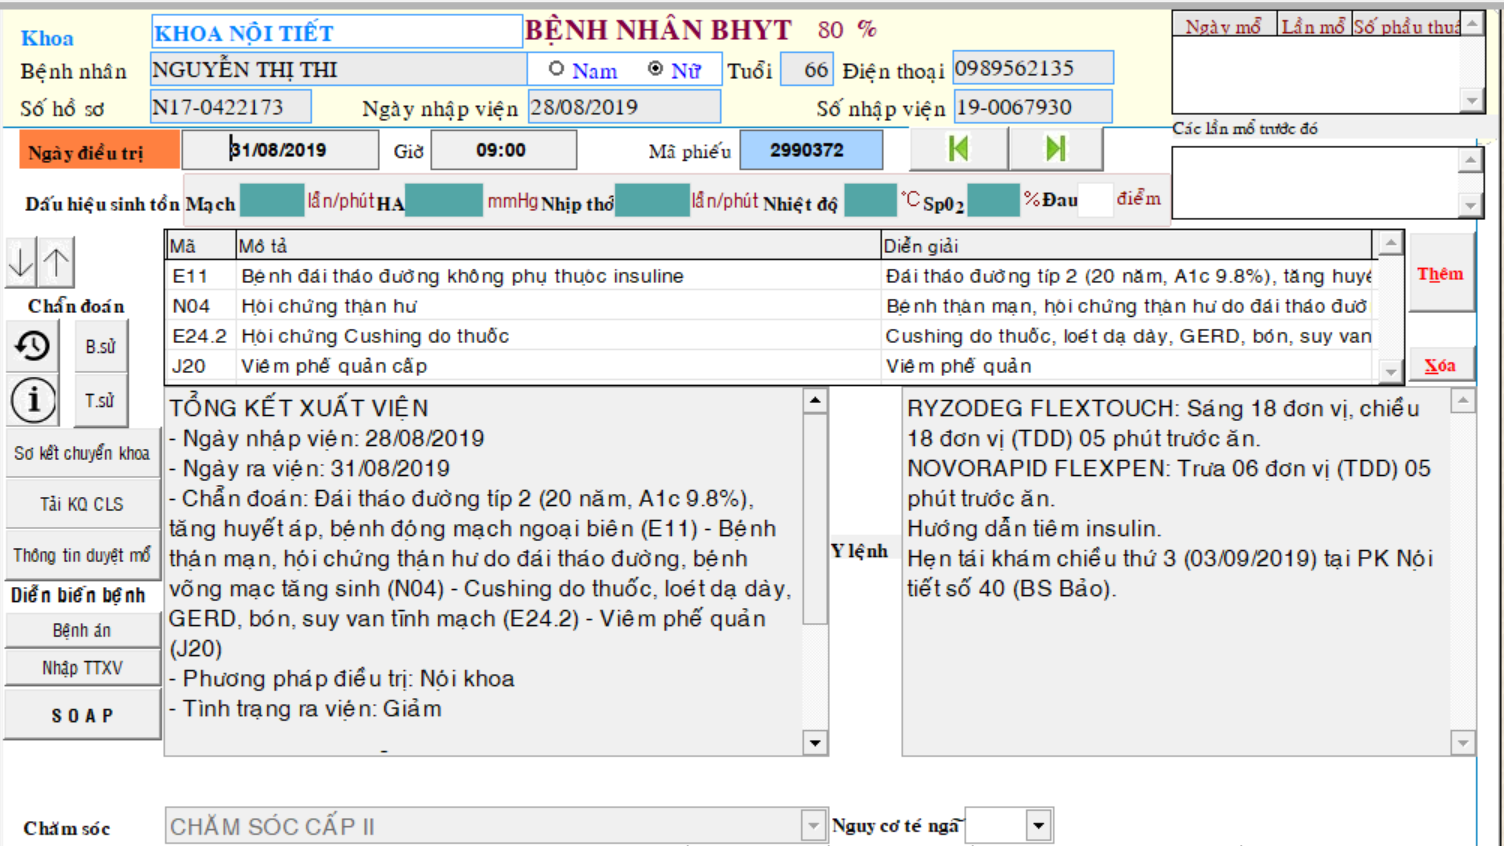 Khoa KHOA NỘI TIẾT BỆNH NHÂN BHYT 80 %
Bệnh nhân NGUYỄN THỊ THI Nam Nữ Tuổi 66 Điện thoại 0989562135
Số hồ sơ N17-0422173 Ngày nhập viện 28/08/2019 Số nhập viện 19-0067930
Ngày mổ Lần mổ Số phẫu thuậ
Các lần mổ trước đó
Ngày điều trị 31/08/2019 Giờ 09:00 Mã phiếu 2990372
Dấu hiệu sinh tồn Mạch lần/phút HA mmHg Nhịp thở lần/phút Nhiệt độ °C SpO2 % Đau điểm
Mã Mô tả Diễn giải
E11 Bệnh đái tháo đường không phụ thuộc insuline Đái tháo đường típ 2 (20 năm, A1c 9.8%), tăng huyế
N04 Hội chứng thận hư Bệnh thận mạn, hội chứng thận hư do đái tháo đườ
E24.2 Hội chứng Cushing do thuốc Cushing do thuốc, loét dạ dày, GERD, bón, suy van
J20 Viêm phế quản cấp Viêm phế quản
Thêm
Xóa
Chẩn đoán
B.sử
T.sử
Sơ kết chuyển khoa
Tải KQ CLS
Thông tin duyệt mổ
Diễn biến bệnh
Bệnh án
Nhập TTXV
S O A P
TỔNG KẾT XUẤT VIỆN
- Ngày nhập viện: 28/08/2019
- Ngày ra viện: 31/08/2019
- Chẩn đoán: Đái tháo đường típ 2 (20 năm, A1c 9.8%),
tăng huyết áp, bệnh động mạch ngoại biên (E11) - Bệnh
thận mạn, hội chứng thận hư do đái tháo đường, bệnh
võng mạc tăng sinh (N04) - Cushing do thuốc, loét dạ dày,
GERD, bón, suy van tĩnh mạch (E24.2) - Viêm phế quản
(J20)
- Phương pháp điều trị: Nội khoa
- Tình trạng ra viện: Giảm
Y lệnh
RYZODEG FLEXTOUCH: Sáng 18 đơn vị, chiều
18 đơn vị (TDD) 05 phút trước ăn.
NOVORAPID FLEXPEN: Trưa 06 đơn vị (TDD) 05
phút trước ăn.
Hướng dẫn tiêm insulin.
Hẹn tái khám chiều thứ 3 (03/09/2019) tại PK Nội
tiết số 40 (BS Bảo).
Chăm sóc CHĂM SÓC CẤP II Nguy cơ té ngã